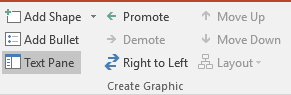 Add Shape Promote Move Up
Add Bullet Demote Move Down
Text Pane Right to Left Layout
Create Graphic